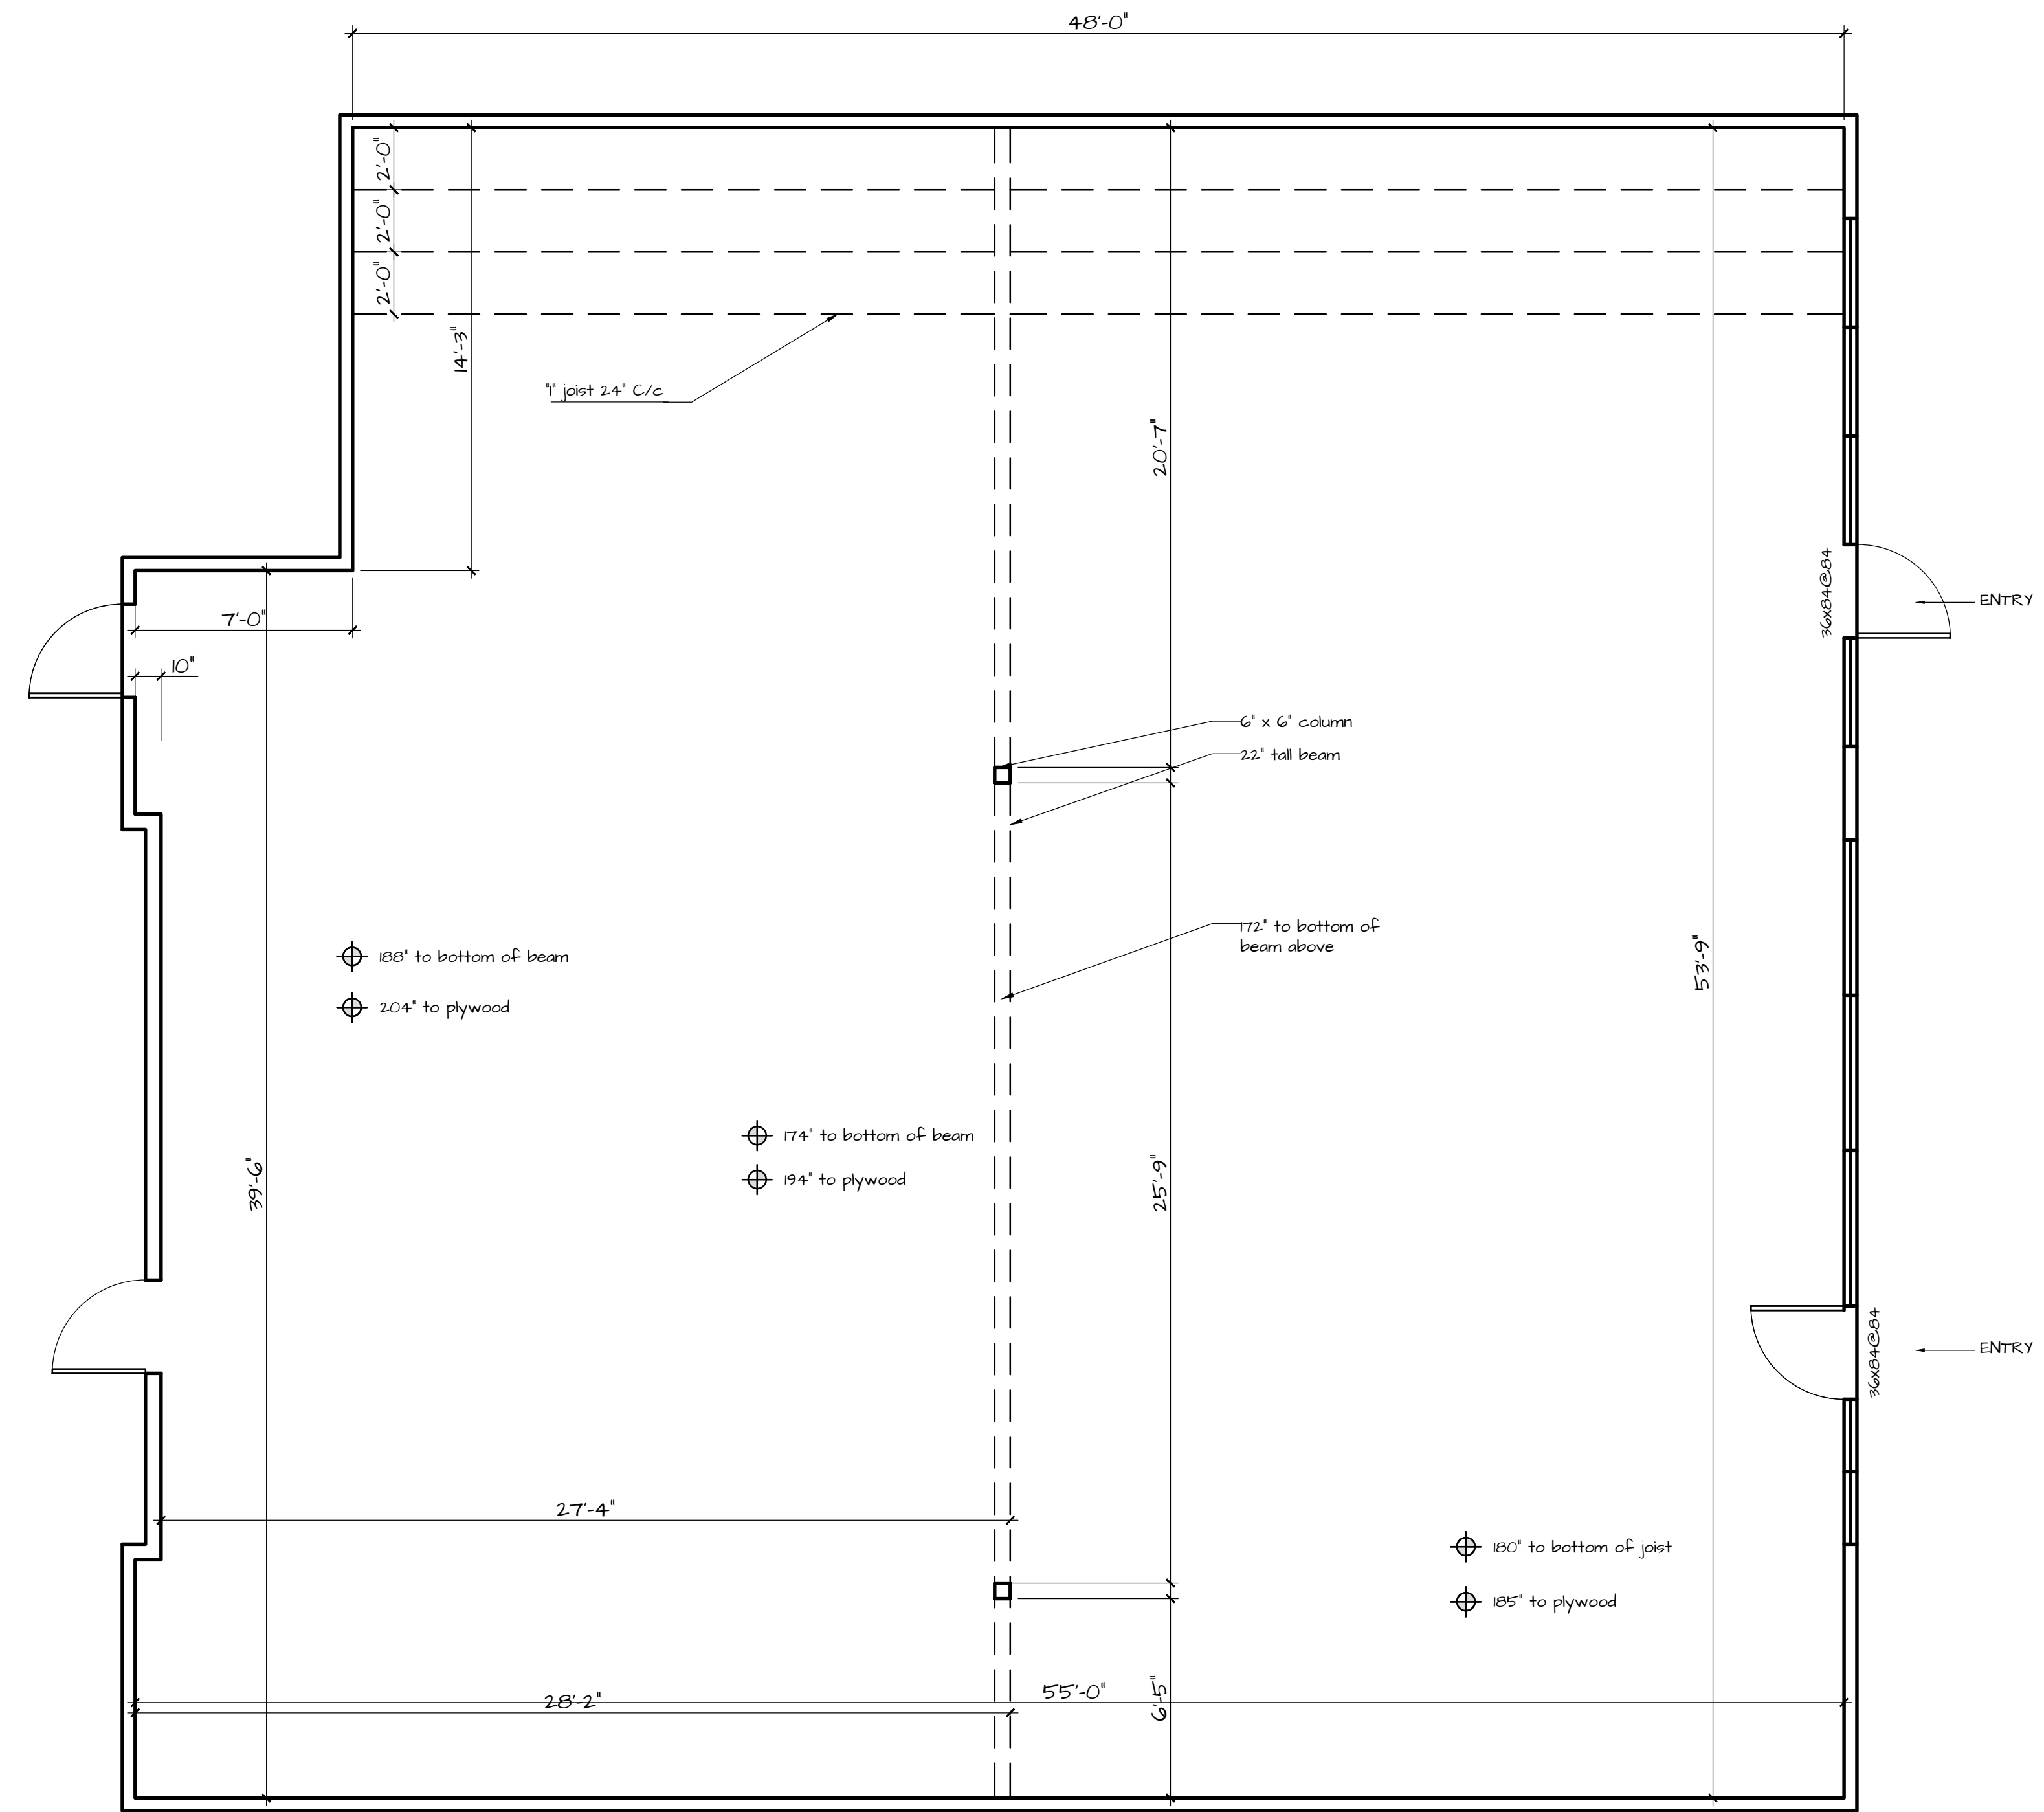 48'-0"
2'-0"
2'-0"
2'-0"
14'-3"
"I" joist 24" C/c
20'-7"
36x84@84
ENTRY
7'-0"
10"
6" x 6" column
22" tall beam
172" to bottom of
beam above
53'-9"
188" to bottom of beam
204" to plywood
174" to bottom of beam
194" to plywood
39'-6"
25'-9"
36x84@84
ENTRY
27'-4"
180" to bottom of joist
185" to plywood
28'-2"
55'-0"
6'-5"